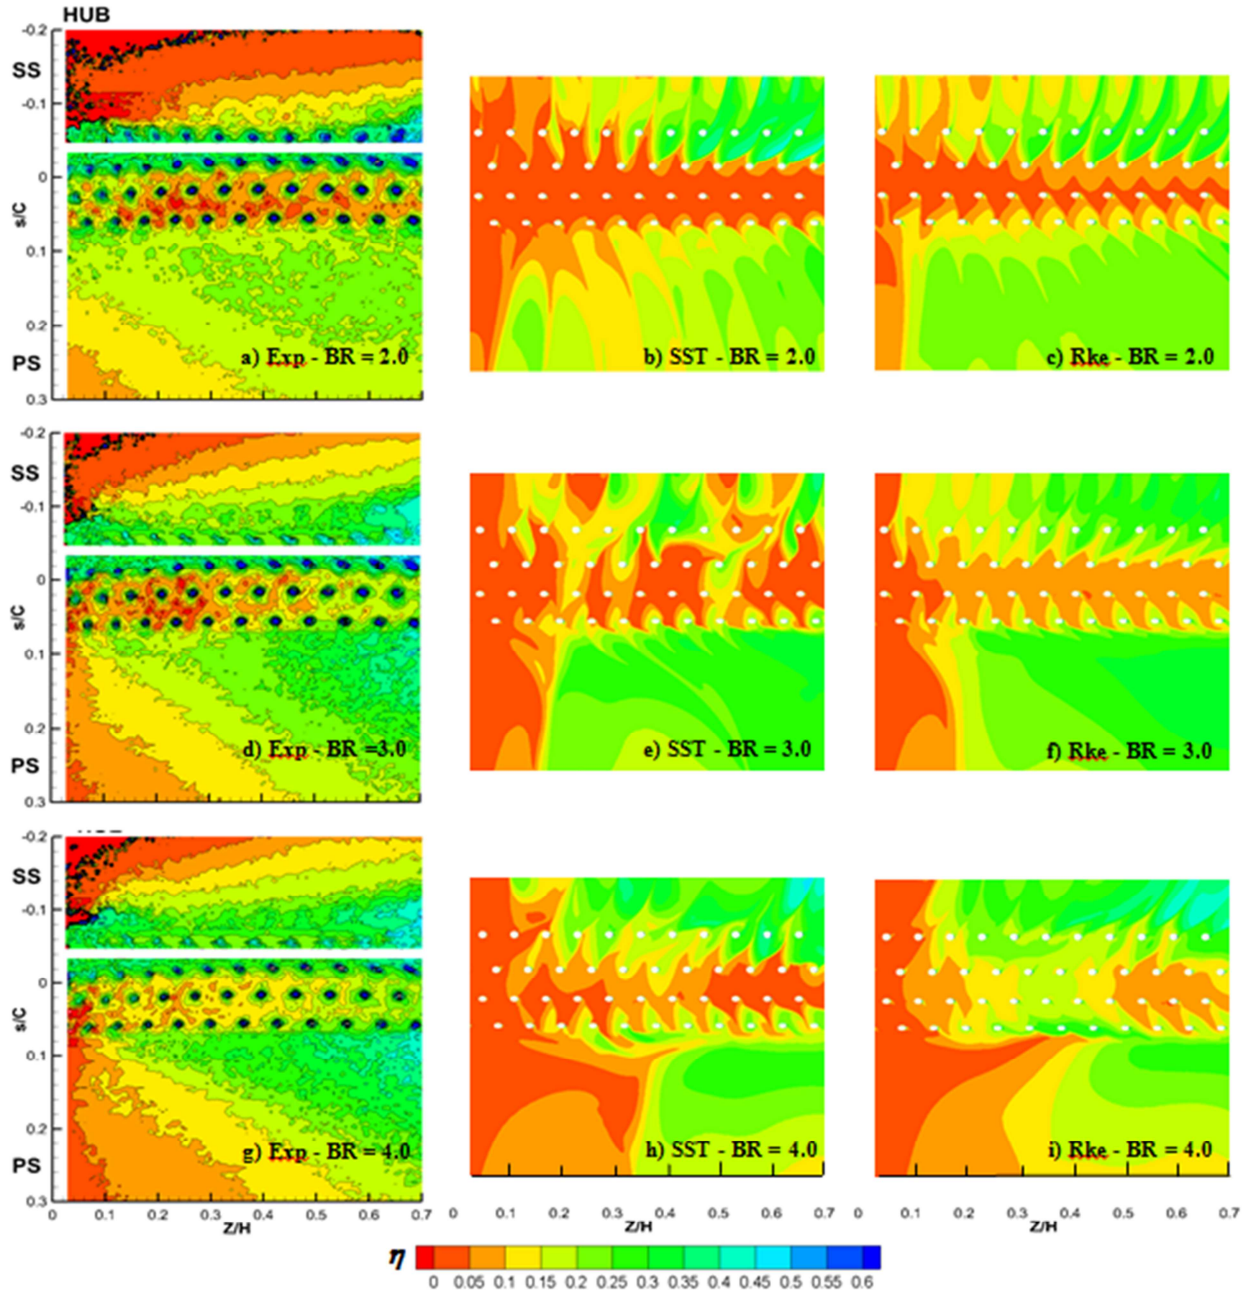 HUB
-0.2
SS
-0.1
0
s/C
0.1
0.2
PS
0.3
a) Exp - BR = 2.0
b) SST - BR = 2.0
c) Rke - BR = 2.0
-0.2
SS
-0.1
0
s/C
0.1
0.2
PS
0.3
d) Exp - BR =3.0
e) SST - BR = 3.0
f) Rke - BR = 3.0
-0.2
SS
-0.1
0
s/C
0.1
0.2
PS
0.3
g) Exp - BR = 4.0
h) SST - BR = 4.0
i) Rke - BR = 4.0
0 0.1 0.2 0.3 0.4 0.5 0.6 0.7
Z/H
0 0.1 0.2 0.3 0.4 0.5 0.6 0.7
Z/H
0 0.1 0.2 0.3 0.4 0.5 0.6 0.7
Z/H
η
0 0.05 0.1 0.15 0.2 0.25 0.3 0.35 0.4 0.45 0.5 0.55 0.6